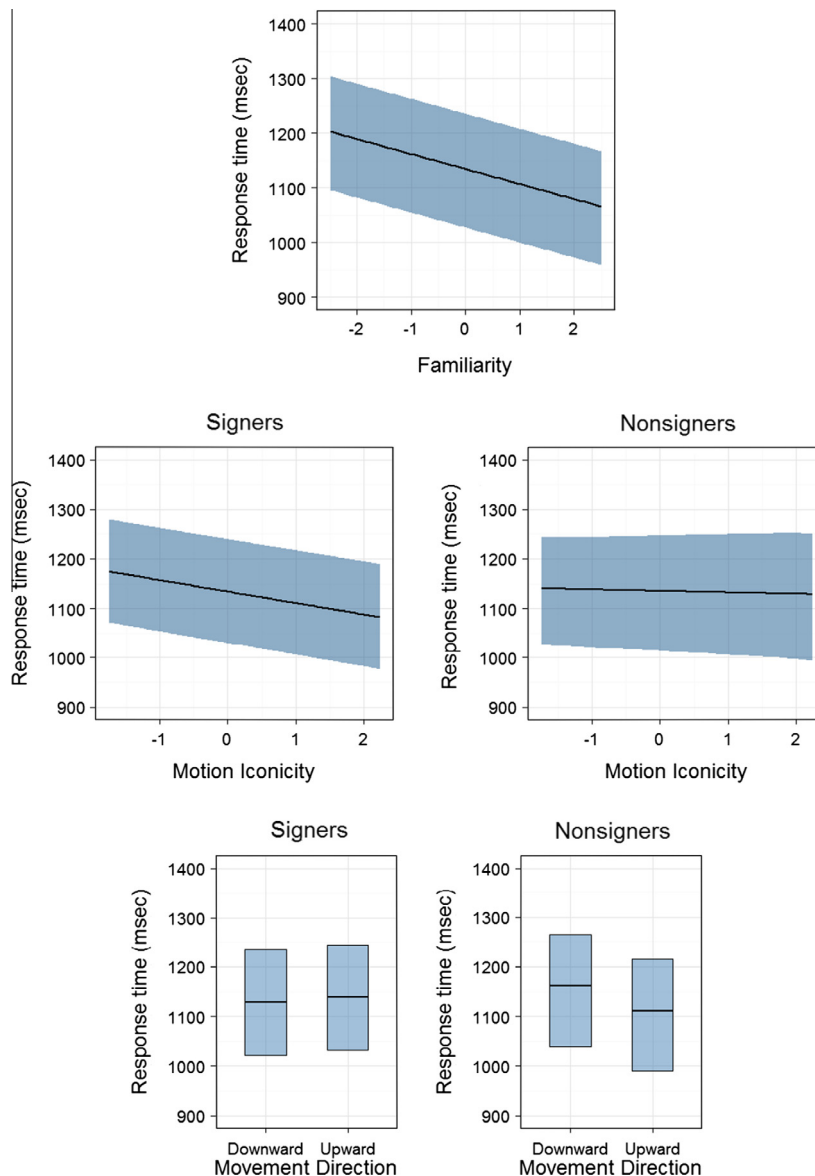 1400
1300
1200
1100
1000
900
Response time (msec)
-2 -1 0 1 2
Familiarity
Signers
1400
1300
1200
1100
1000
900
Response time (msec)
-1 0 1 2
Motion Iconicity
Nonsigners
1400
1300
1200
1100
1000
900
Response time (msec)
-1 0 1 2
Motion Iconicity
Signers
1400
1300
1200
1100
1000
900
Response time (msec)
Downward Upward
Movement Direction
Nonsigners
1400
1300
1200
1100
1000
900
Response time (msec)
Downward Upward
Movement Direction